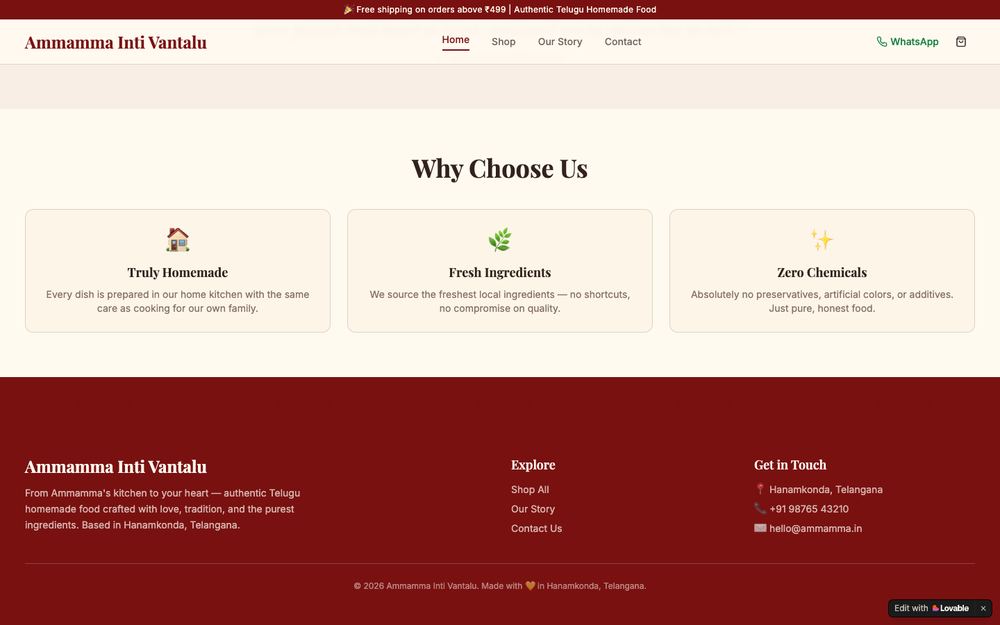 🎉 Free shipping on orders above ₹499 | Authentic Telugu Homemade Food
Ammamma Inti Vantalu
Home
Shop
Our Story
Contact
WhatsApp
Why Choose Us
Truly Homemade
Every dish is prepared in our home kitchen with the same
care as cooking for our own family.
Fresh Ingredients
We source the freshest local ingredients — no shortcuts,
no compromise on quality.
Zero Chemicals
Absolutely no preservatives, artificial colors, or additives.
Just pure, honest food.
Ammamma Inti Vantalu
From Ammamma's kitchen to your heart — authentic Telugu
homemade food crafted with love, tradition, and the purest
ingredients. Based in Hanamkonda, Telangana.
Explore
Shop All
Our Story
Contact Us
Get in Touch
📍 Hanamkonda, Telangana
📞 +91 98765 43210
✉️ hello@ammamma.in
© 2026 Ammamma Inti Vantalu. Made with 🤎 in Hanamkonda, Telangana.
Edit with Lovable ×